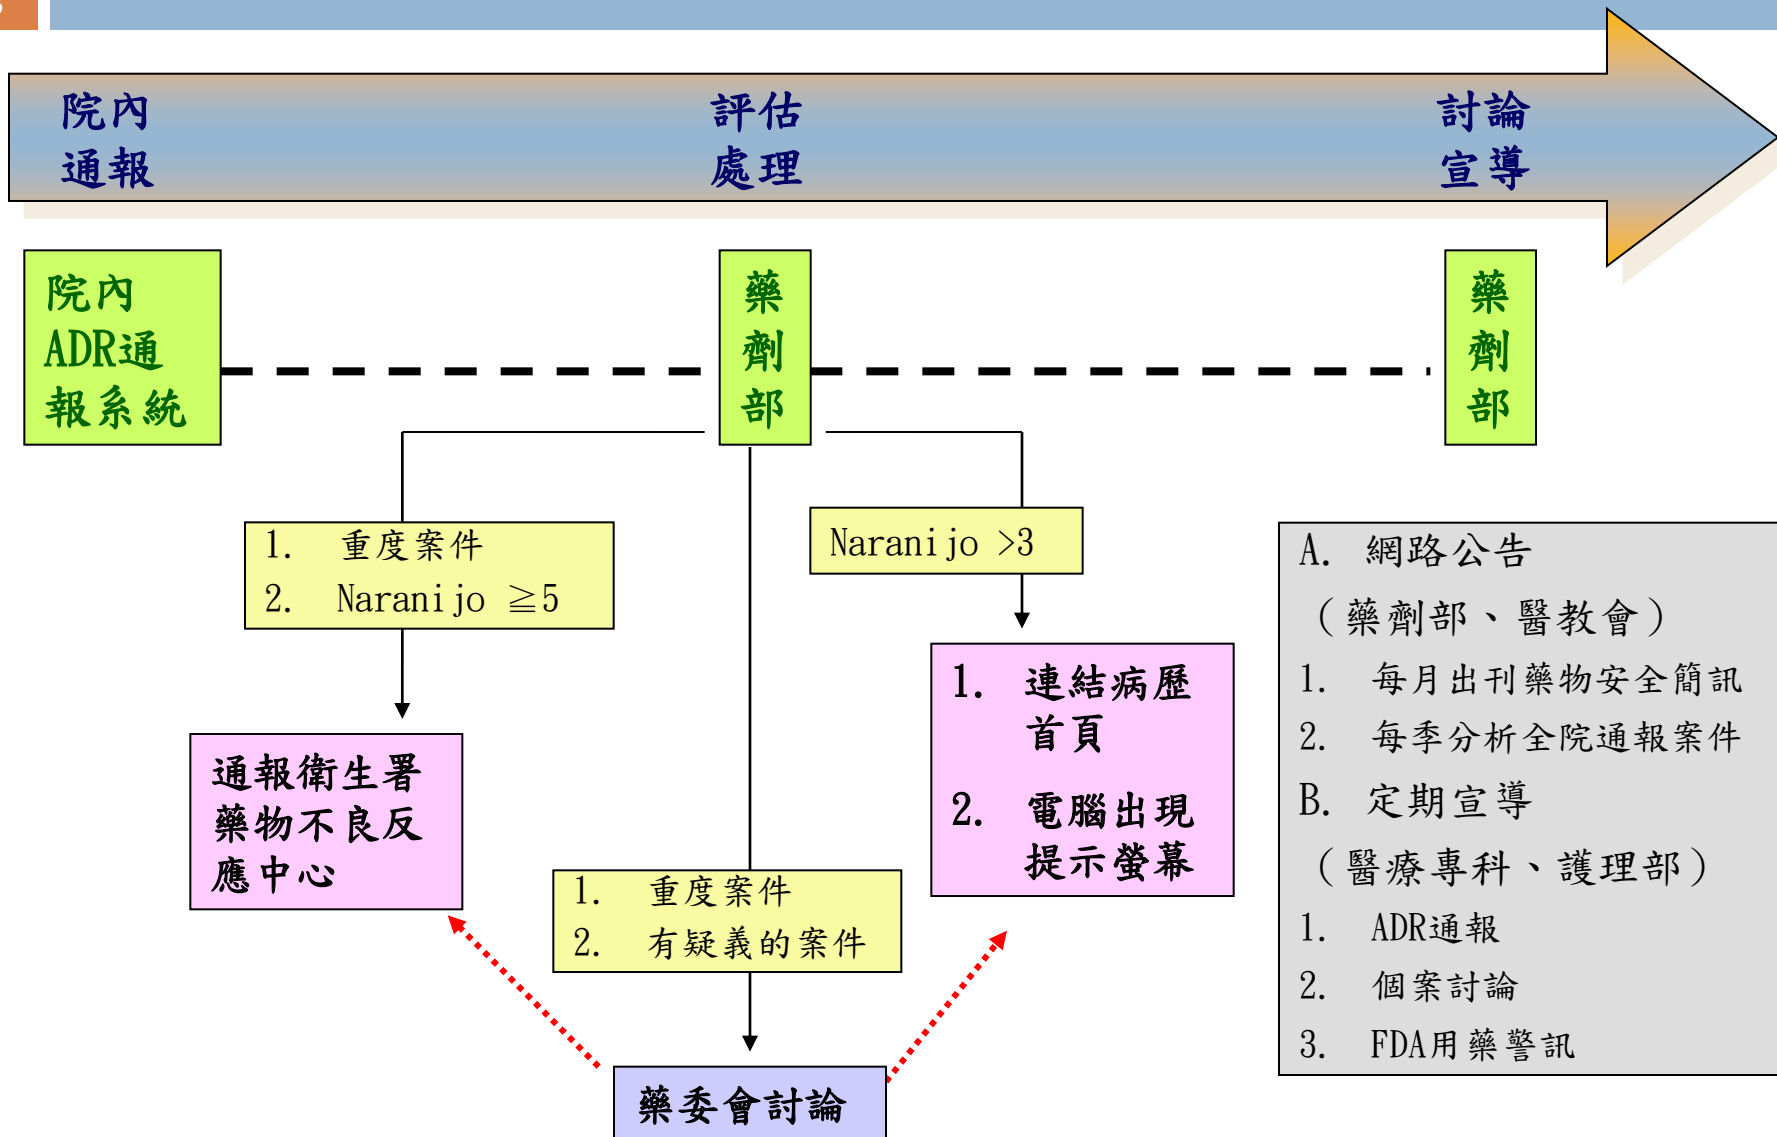 院內
通報
評估
處理
討論
宣導
院內
ADR通
報系統
藥
劑
部
藥
劑
部
1. 重度案件
2. Naranijo ≧5
Naranijo >3
通報衛生署
藥物不良反
應中心
1. 連結病歷
首頁
2. 電腦出現
提示螢幕
1. 重度案件
2. 有疑義的案件
藥委會討論
A. 網路公告
（藥劑部、醫教會）
1. 每月出刊藥物安全簡訊
2. 每季分析全院通報案件
B. 定期宣導
（醫療專科、護理部）
1. ADR通報
2. 個案討論
3. FDA用藥警訊